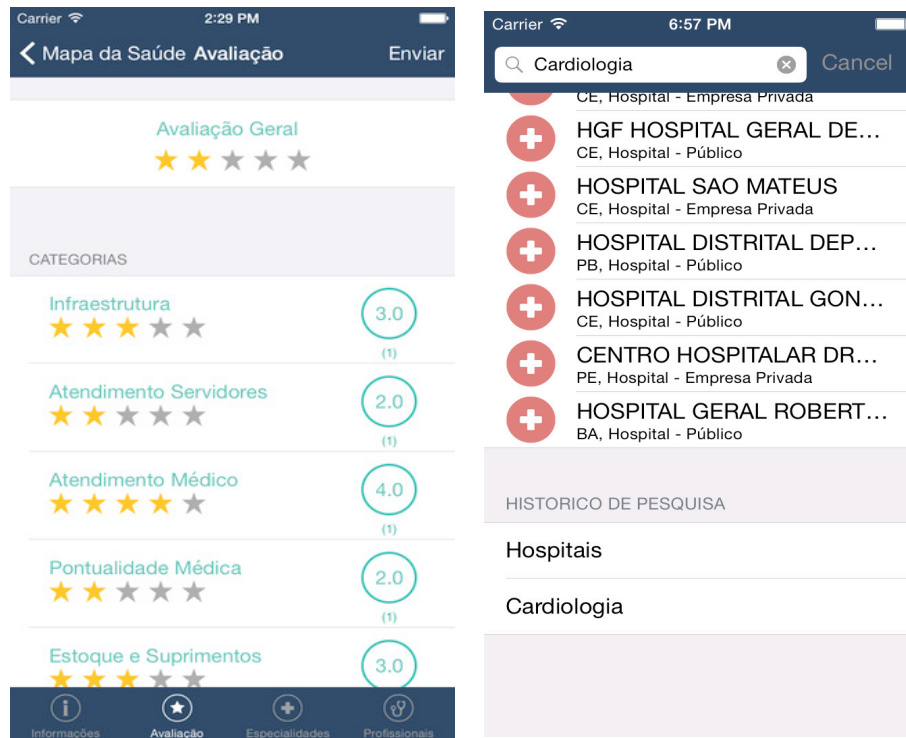 Carrier 2:29 PM
Mapa da Saúde Avaliação Enviar
Avaliação Geral
CATEGORIAS
Infraestrutura
3.0
(1)
Atendimento Servidores
2.0
(1)
Atendimento Médico
4.0
(1)
Pontualidade Médica
2.0
(1)
Estoque e Suprimentos
3.0
Informações Avaliação Especialidades Profissionais
Carrier 6:57 PM
Cardiologia Cancel
CE, Hospital - Empresa Privada
HGF HOSPITAL GERAL DE...
CE, Hospital - Público
HOSPITAL SAO MATEUS
CE, Hospital - Empresa Privada
HOSPITAL DISTRITAL DEP...
PB, Hospital - Público
HOSPITAL DISTRITAL GON...
CE, Hospital - Público
CENTRO HOSPITALAR DR...
PE, Hospital - Empresa Privada
HOSPITAL GERAL ROBERT...
BA, Hospital - Público
HISTORICO DE PESQUISA
Hospitais
Cardiologia